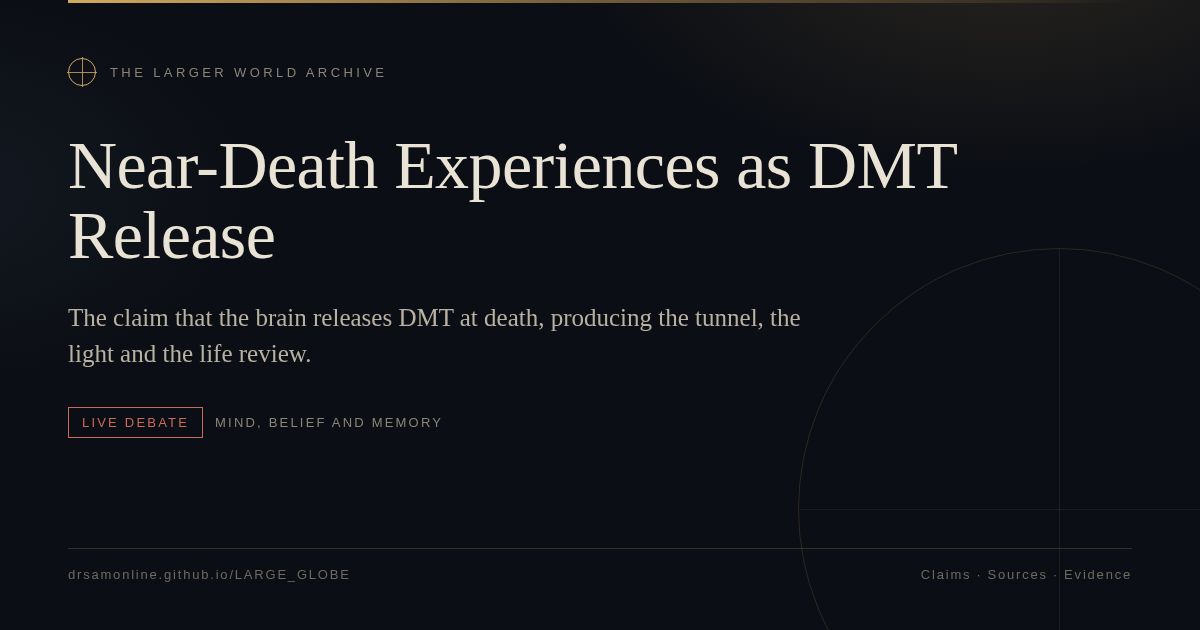 THE LARGER WORLD ARCHIVE
Near-Death Experiences as DMT
Release
The claim that the brain releases DMT at death, producing the tunnel, the
light and the life review.
LIVE DEBATE MIND, BELIEF AND MEMORY
drsamonline.github.io/LARGE_GLOBE Claims · Sources · Evidence